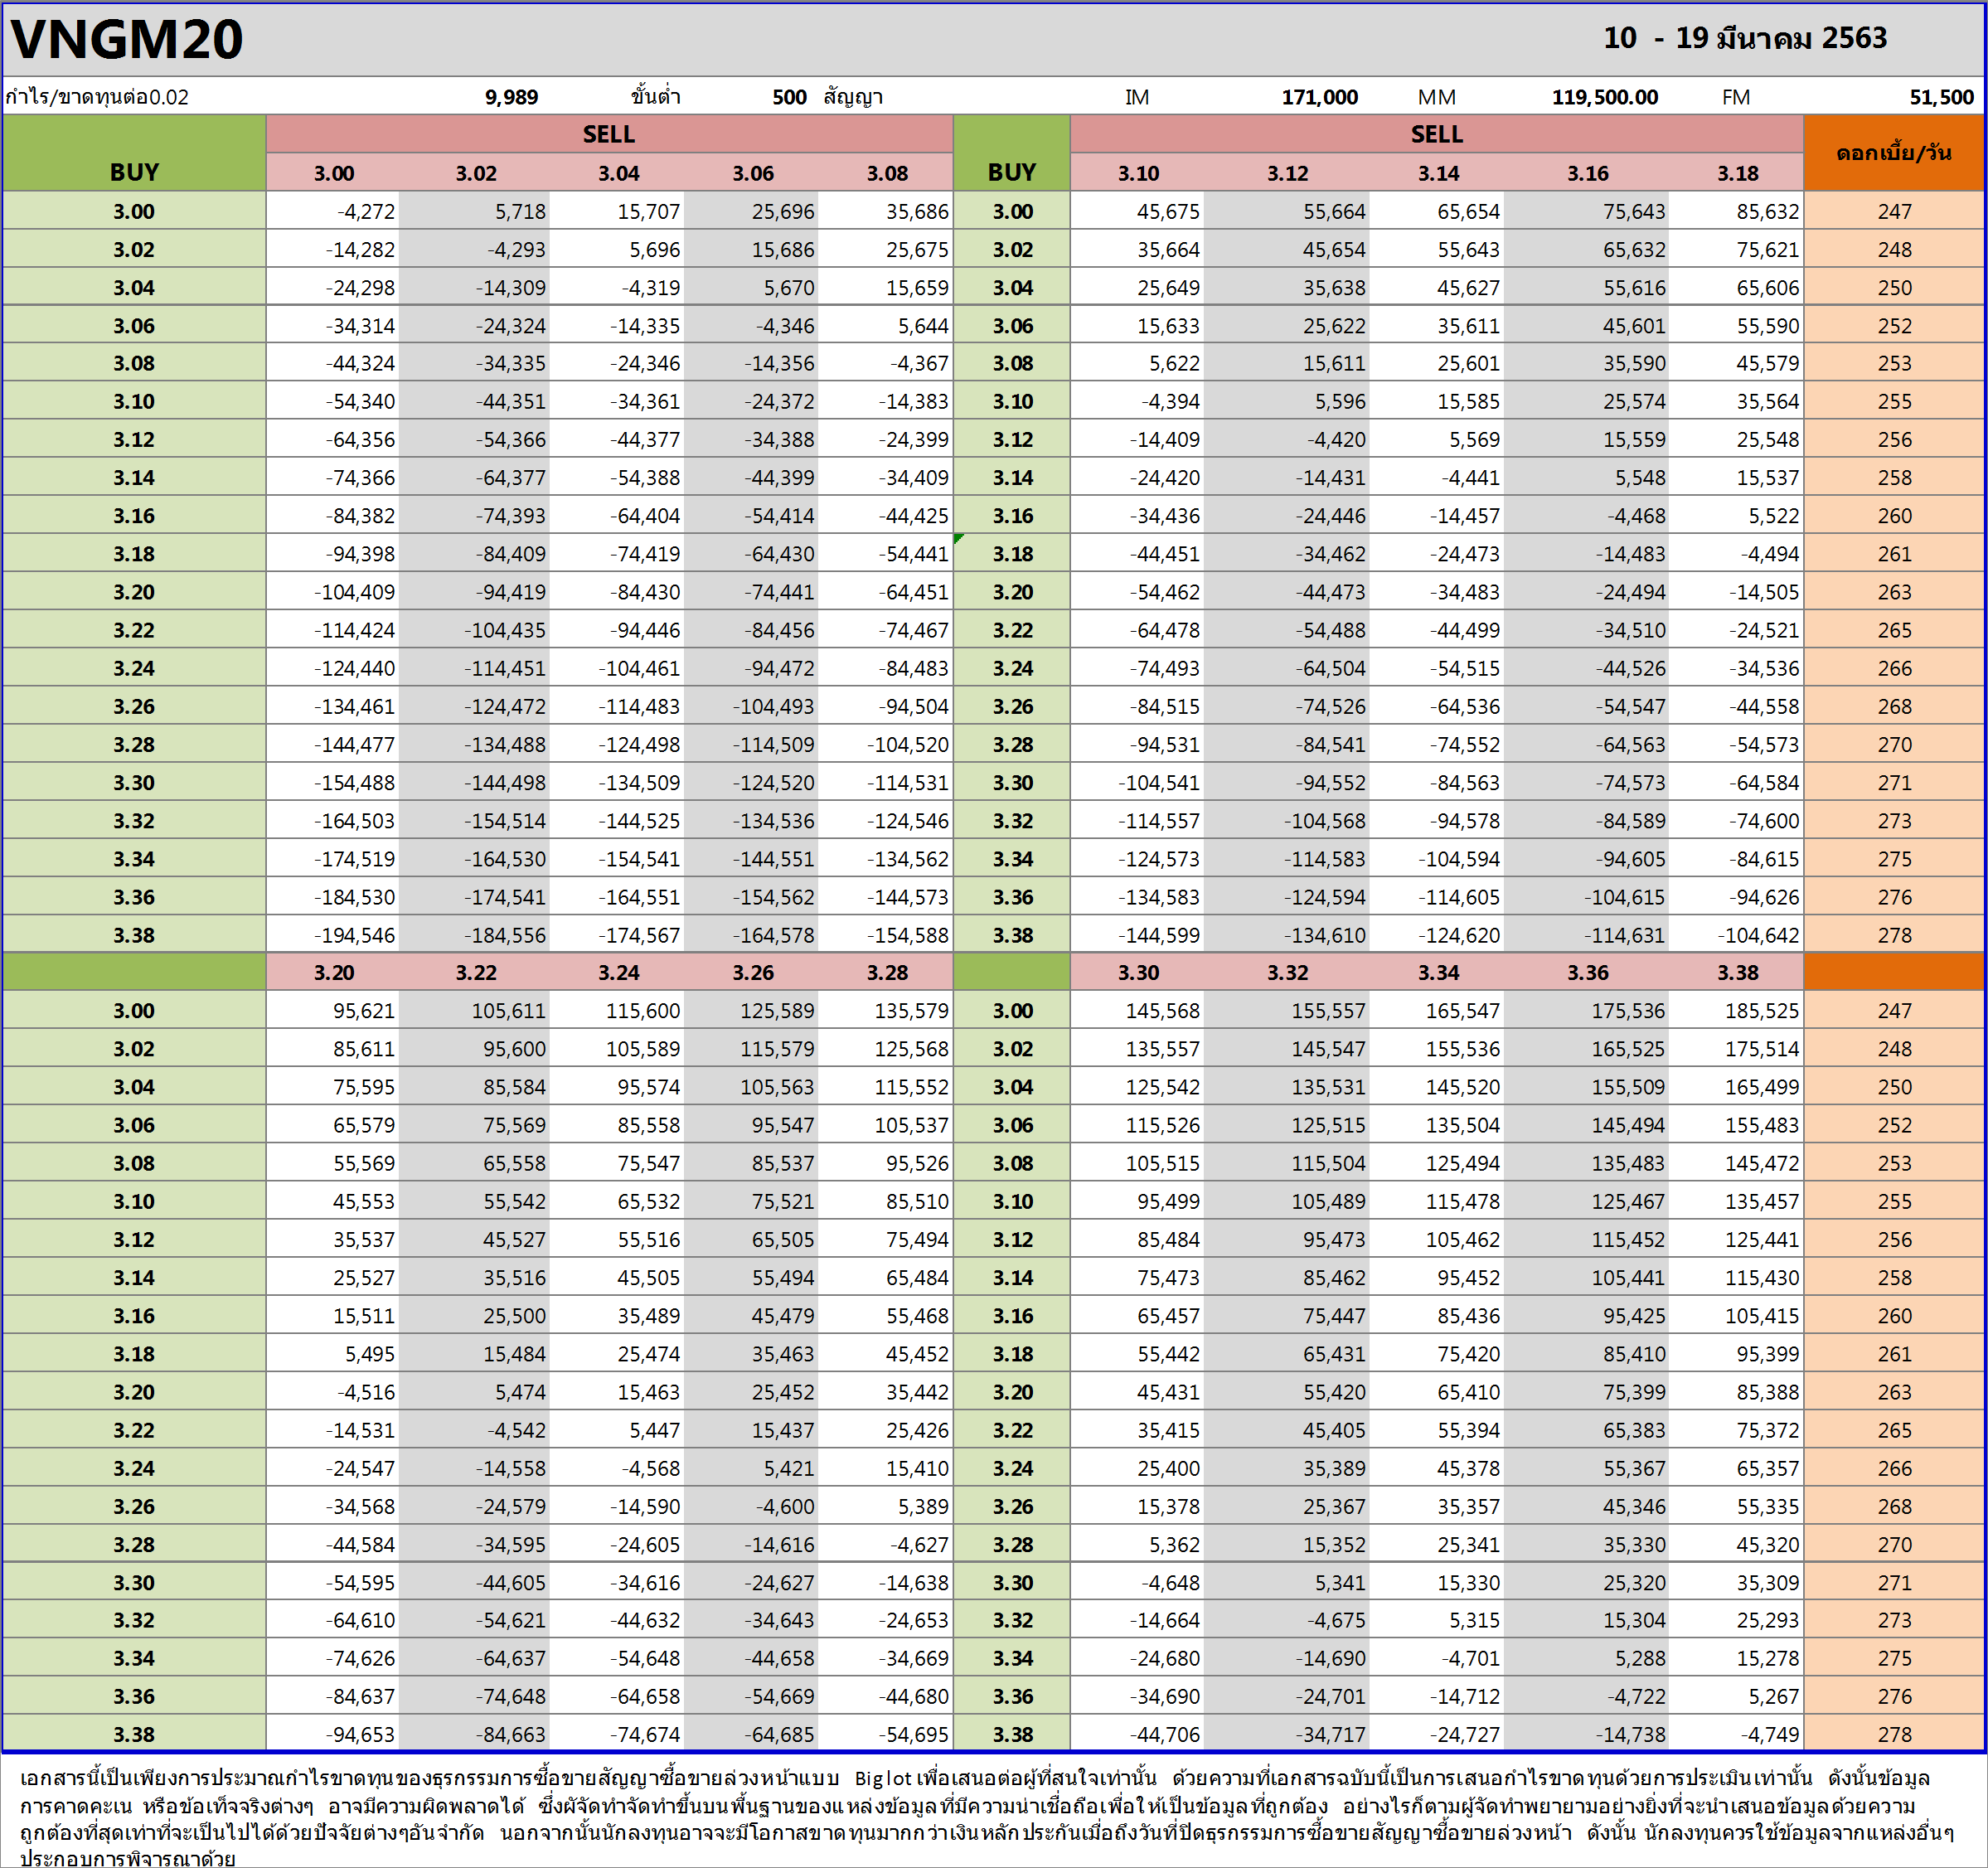 VNGM20 10 - 19 มีนาคม 2563
กำไร/ขาดทุนต่อ0.02 9,989 ขั้นต่ำ 500 สัญญา IM 171,000 MM 119,500.00 FM 51,500
SELL SELL
BUY 3.00 3.02 3.04 3.06 3.08 BUY 3.10 3.12 3.14 3.16 3.18 ดอกเบี้ย/วัน
3.00 -4,272 5,718 15,707 25,696 35,686 3.00 45,675 55,664 65,654 75,643 85,632 247
3.02 -14,282 -4,293 5,696 15,686 25,675 3.02 35,664 45,654 55,643 65,632 75,621 248
3.04 -24,298 -14,309 -4,319 5,670 15,659 3.04 25,649 35,638 45,627 55,616 65,606 250
3.06 -34,314 -24,324 -14,335 -4,346 5,644 3.06 15,633 25,622 35,611 45,601 55,590 252
3.08 -44,324 -34,335 -24,346 -14,356 -4,367 3.08 5,622 15,611 25,601 35,590 45,579 253
3.10 -54,340 -44,351 -34,361 -24,372 -14,383 3.10 -4,394 5,596 15,585 25,574 35,564 255
3.12 -64,356 -54,366 -44,377 -34,388 -24,399 3.12 -14,409 -4,420 5,569 15,559 25,548 256
3.14 -74,366 -64,377 -54,388 -44,399 -34,409 3.14 -24,420 -14,431 -4,441 5,548 15,537 258
3.16 -84,382 -74,393 -64,404 -54,414 -44,425 3.16 -34,436 -24,446 -14,457 -4,468 5,522 260
3.18 -94,398 -84,409 -74,419 -64,430 -54,441 3.18 -44,451 -34,462 -24,473 -14,483 -4,494 261
3.20 -104,409 -94,419 -84,430 -74,441 -64,451 3.20 -54,462 -44,473 -34,483 -24,494 -14,505 263
3.22 -114,424 -104,435 -94,446 -84,456 -74,467 3.22 -64,478 -54,488 -44,499 -34,510 -24,521 265
3.24 -124,440 -114,451 -104,461 -94,472 -84,483 3.24 -74,493 -64,504 -54,515 -44,526 -34,536 266
3.26 -134,461 -124,472 -114,483 -104,493 -94,504 3.26 -84,515 -74,526 -64,536 -54,547 -44,558 268
3.28 -144,477 -134,488 -124,498 -114,509 -104,520 3.28 -94,531 -84,541 -74,552 -64,563 -54,573 270
3.30 -154,488 -144,498 -134,509 -124,520 -114,531 3.30 -104,541 -94,552 -84,563 -74,573 -64,584 271
3.32 -164,503 -154,514 -144,525 -134,536 -124,546 3.32 -114,557 -104,568 -94,578 -84,589 -74,600 273
3.34 -174,519 -164,530 -154,541 -144,551 -134,562 3.34 -124,573 -114,583 -104,594 -94,605 -84,615 275
3.36 -184,530 -174,541 -164,551 -154,562 -144,573 3.36 -134,583 -124,594 -114,605 -104,615 -94,626 276
3.38 -194,546 -184,556 -174,567 -164,578 -154,588 3.38 -144,599 -134,610 -124,620 -114,631 -104,642 278
3.20 3.22 3.24 3.26 3.28 3.30 3.32 3.34 3.36 3.38
3.00 95,621 105,611 115,600 125,589 135,579 3.00 145,568 155,557 165,547 175,536 185,525 247
3.02 85,611 95,600 105,589 115,579 125,568 3.02 135,557 145,547 155,536 165,525 175,514 248
3.04 75,595 85,584 95,574 105,563 115,552 3.04 125,542 135,531 145,520 155,509 165,499 250
3.06 65,579 75,569 85,558 95,547 105,537 3.06 115,526 125,515 135,504 145,494 155,483 252
3.08 55,569 65,558 75,547 85,537 95,526 3.08 105,515 115,504 125,494 135,483 145,472 253
3.10 45,553 55,542 65,532 75,521 85,510 3.10 95,499 105,489 115,478 125,467 135,457 255
3.12 35,537 45,527 55,516 65,505 75,494 3.12 85,484 95,473 105,462 115,452 125,441 256
3.14 25,527 35,516 45,505 55,494 65,484 3.14 75,473 85,462 95,452 105,441 115,430 258
3.16 15,511 25,500 35,489 45,479 55,468 3.16 65,457 75,447 85,436 95,425 105,415 260
3.18 5,495 15,484 25,474 35,463 45,452 3.18 55,442 65,431 75,420 85,410 95,399 261
3.20 -4,516 5,474 15,463 25,452 35,442 3.20 45,431 55,420 65,410 75,399 85,388 263
3.22 -14,531 -4,542 5,447 15,437 25,426 3.22 35,415 45,405 55,394 65,383 75,372 265
3.24 -24,547 -14,558 -4,568 5,421 15,410 3.24 25,400 35,389 45,378 55,367 65,357 266
3.26 -34,568 -24,579 -14,590 -4,600 5,389 3.26 15,378 25,367 35,357 45,346 55,335 268
3.28 -44,584 -34,595 -24,605 -14,616 -4,627 3.28 5,362 15,352 25,341 35,330 45,320 270
3.30 -54,595 -44,605 -34,616 -24,627 -14,638 3.30 -4,648 5,341 15,330 25,320 35,309 271
3.32 -64,610 -54,621 -44,632 -34,643 -24,653 3.32 -14,664 -4,675 5,315 15,304 25,293 273
3.34 -74,626 -64,637 -54,648 -44,658 -34,669 3.34 -24,680 -14,690 -4,701 5,288 15,278 275
3.36 -84,637 -74,648 -64,658 -54,669 -44,680 3.36 -34,690 -24,701 -14,712 -4,722 5,267 276
3.38 -94,653 -84,663 -74,674 -64,685 -54,695 3.38 -44,706 -34,717 -24,727 -14,738 -4,749 278
เอกสารนี้เป็นเพียงการประมาณกำไรขาดทุนของธุรกรรมการซื้อขายสัญญาซื้อขายล่วงหน้าแบบ Big lot เพื่อเสนอต่อผู้ที่สนใจเท่านั้น ด้วยความที่เอกสารฉบับนี้เป็นการเสนอกำไรขาดทุนด้วยการประเมินเท่านั้น ดังนั้นข้อมูล
การคาดคะเน หรือข้อเท็จจริงต่างๆ อาจมีความผิดพลาดได้ ซึ่งผัจัดทำจัดทำขึ้นบนพื้นฐานของแหล่งข้อมูลที่มีความน่าเชื่อถือเพื่อให้เป็นข้อมูลที่ถูกต้อง อย่างไรก็ตามผู้จัดทำพยายามอย่างยิ่งที่จะนำเสนอข้อมูลด้วยความ
ถูกต้องที่สุดเท่าที่จะเป็นไปได้ด้วยปัจจัยต่างๆอันจำกัด นอกจากนั้นนักลงทุนอาจจะมีโอกาสขาดทุนมากกว่าเงินหลักประกันเมื่อถึงวันที่ปิดธุรกรรมการซื้อขายสัญญาซื้อขายล่วงหน้า ดังนั้น นักลงทุนควรใช้ข้อมูลจากแหล่งอื่นๆ
ประกอบการพิจารณาด้วย